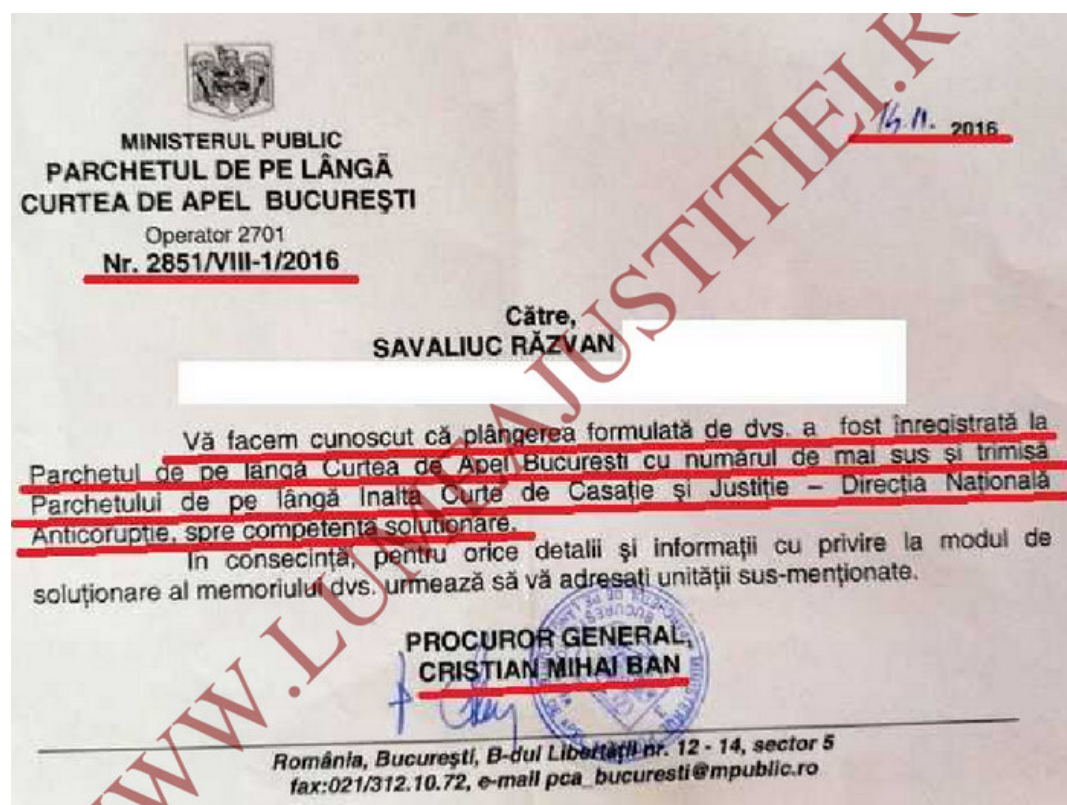 MINISTERUL PUBLIC
PARCHETUL DE PE LÂNGĂ
CURTEA DE APEL BUCUREŞTI
Operator 2701
Nr. 2851/VIII-1/2016
2016
Către,
SAVALIUC RĂZVAN
Vă facem cunoscut că plângerea formulată de dvs. a fost înregistrată la
Parchetul de pe lângă Curtea de Apel Bucureşti cu numărul de mai sus şi trimisă
Parchetului de pe lângă Inalta Curte de Casaţie şi Justiţie – Direcţia Naţională
Anticorupţie, spre competentă soluţionare.
În consecinţă, pentru orice detalii şi informaţii cu privire la modul de
soluţionare al memoriului dvs. urmează să vă adresaţi unităţii sus-menţionate.
PROCUROR GENERAL,
CRISTIAN MIHAI BAN
România, Bucureşti, B-dul Libertăţii nr. 12 - 14, sector 5
fax:021/312.10.72, e-mail pca_bucuresti@mpublic.ro
WWW.LUMEAJUSTITIEI.RO